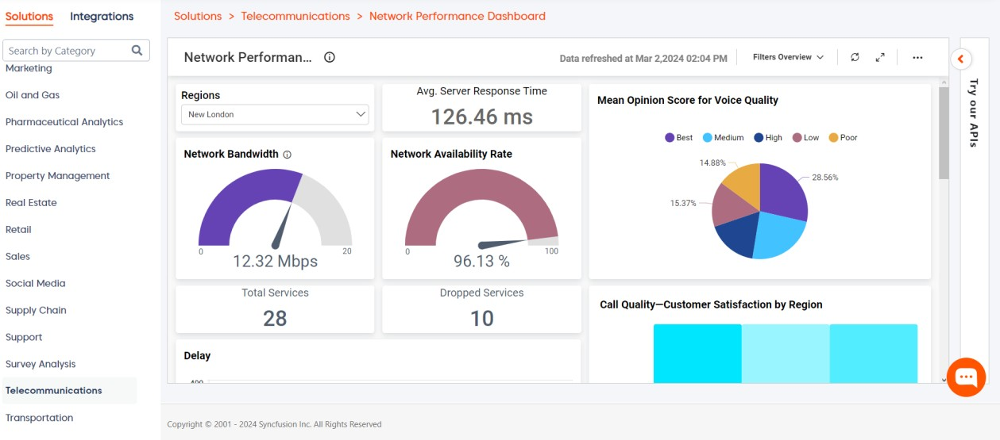 Solutions Integrations
Search by Category
Marketing
Oil and Gas
Pharmaceutical Analytics
Predictive Analytics
Property Management
Real Estate
Retail
Sales
Social Media
Supply Chain
Support
Survey Analysis
Telecommunications
Transportation
Solutions > Telecommunications > Network Performance Dashboard
Network Performan...
Data refreshed at Mar 2,2024 02:04 PM
Filters Overview
Regions
New London
Avg. Server Response Time
126.46 ms
Network Bandwidth
0
20
12.32 Mbps
Network Availability Rate
0
100
96.13 %
Total Services
28
Dropped Services
10
Delay
Mean Opinion Score for Voice Quality
Best Medium High Low Poor
14.88%
28.56%
15.37%
Call Quality—Customer Satisfaction by Region
Try our APIs
Copyright © 2001 - 2024 Syncfusion Inc. All Rights Reserved